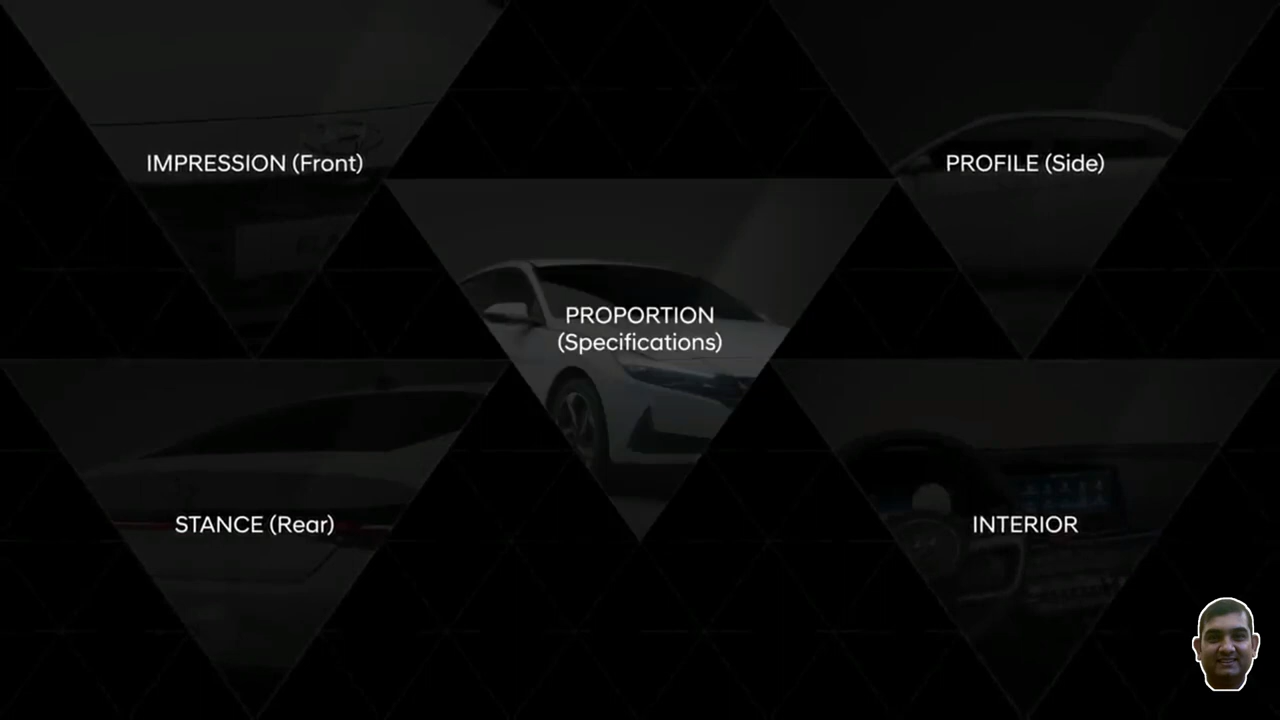 IMPRESSION (Front)
PROFILE (Side)
PROPORTION
(Specifications)
STANCE (Rear)
INTERIOR